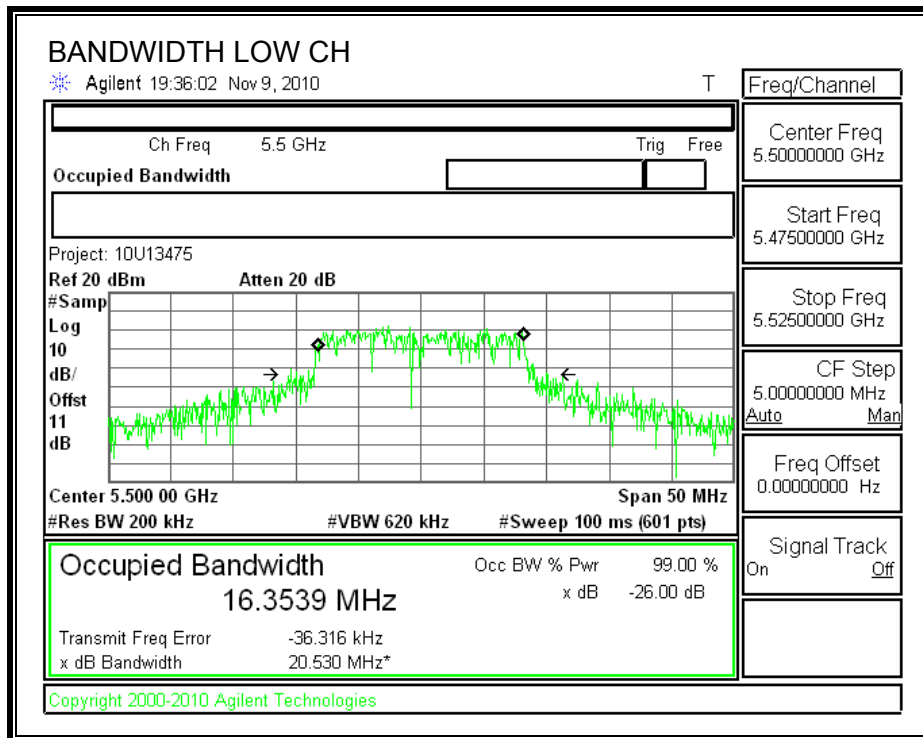 BANDWIDTH LOW CH
Agilent 19:36:02 Nov 9, 2010 T
Ch Freq 5.5 GHz Trig Free
Occupied Bandwidth
Project: 10U13475
Ref 20 dBm Atten 20 dB
#Samp
Log
10
dB/
Offst
11
dB
Center 5.500 00 GHz Span 50 MHz
#Res BW 200 kHz #VBW 620 kHz #Sweep 100 ms (601 pts)
Occupied Bandwidth
16.3539 MHz
Occ BW % Pwr 99.00 %
x dB -26.00 dB
Transmit Freq Error -36.316 kHz
x dB Bandwidth 20.530 MHz*
Copyright 2000-2010 Agilent Technologies
Freq/Channel
Center Freq
5.50000000 GHz
Start Freq
5.47500000 GHz
Stop Freq
5.52500000 GHz
CF Step
5.00000000 MHz
Auto Man
Freq Offset
0.00000000 Hz
Signal Track
On Off